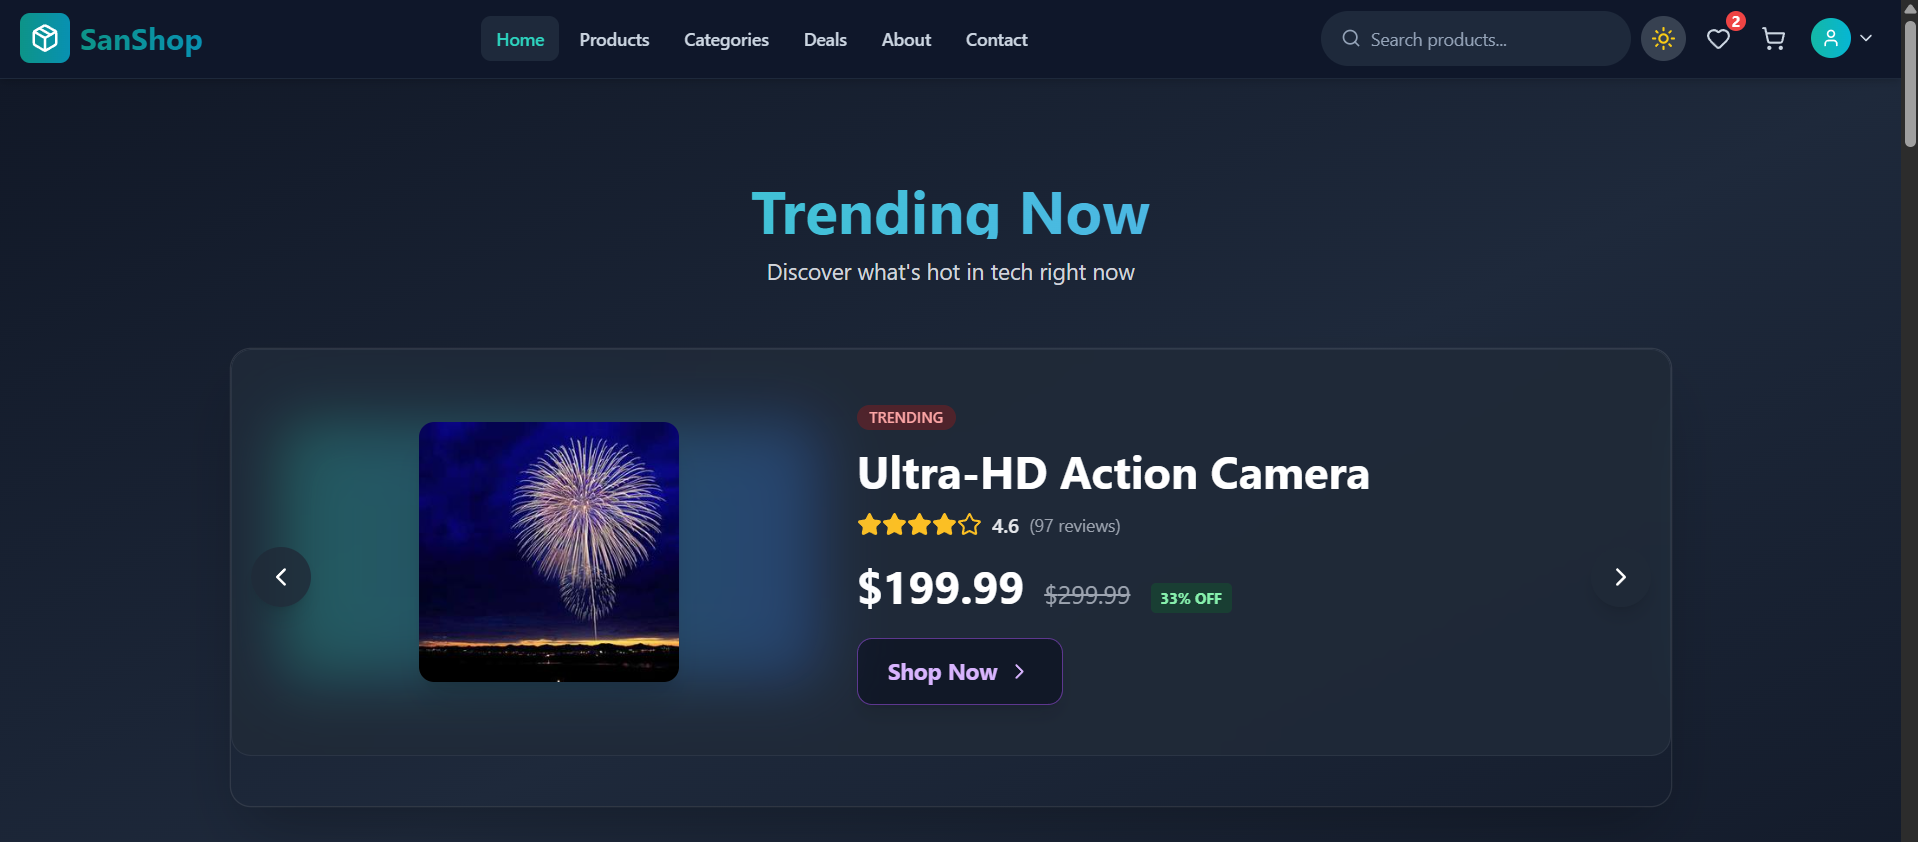 SanShop
Home Products Categories Deals About Contact
Search products...
2
Trending Now
Discover what's hot in tech right now
TRENDING
Ultra-HD Action Camera
4.6 (97 reviews)
$199.99 $299.99 33% OFF
Shop Now